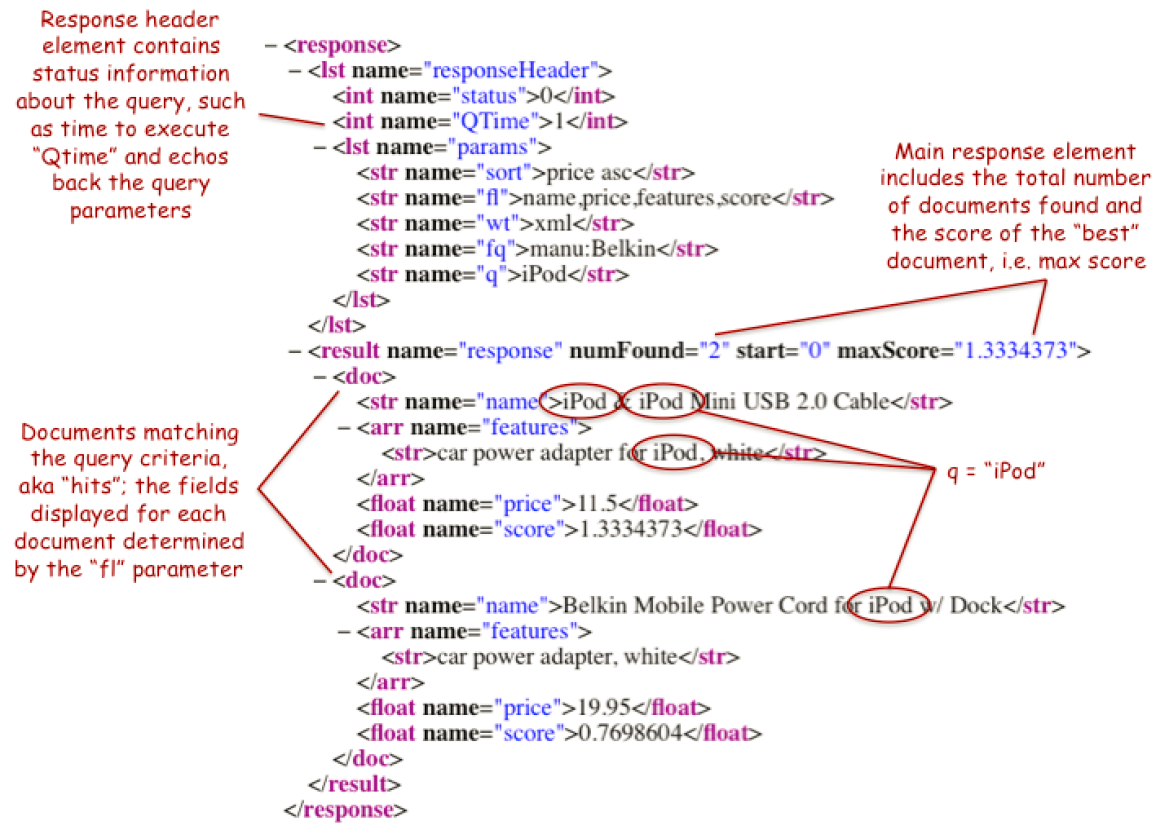 Response header
element contains
status information
about the query, such
as time to execute
“Qtime” and echos
back the query
parameters
– <response>
– <lst name="responseHeader">
<int name="status">0</int>
<int name="QTime">1</int>
– <lst name="params">
<str name="sort">price asc</str>
<str name="fl">name,price,features,score</str>
<str name="wt">xml</str>
<str name="fq">manu:Belkin</str>
<str name="q">iPod</str>
</lst>
</lst>
Main response element
includes the total number
of documents found and
the score of the “best”
document, i.e. max score
– <result name="response" numFound="2" start="0" maxScore="1.3334373">
– <doc>
<str name="name">iPod & iPod Mini USB 2.0 Cable</str>
– <arr name="features">
<str>car power adapter for iPod, white</str>
</arr>
<float name="price">11.5</float>
<float name="score">1.3334373</float>
</doc>
– <doc>
<str name="name">Belkin Mobile Power Cord for iPod w/ Dock</str>
– <arr name="features">
<str>car power adapter, white</str>
</arr>
<float name="price">19.95</float>
<float name="score">0.7698604</float>
</doc>
</result>
</response>
Documents matching
the query criteria,
aka “hits”; the fields
displayed for each
document determined
by the “fl” parameter
q = “iPod”